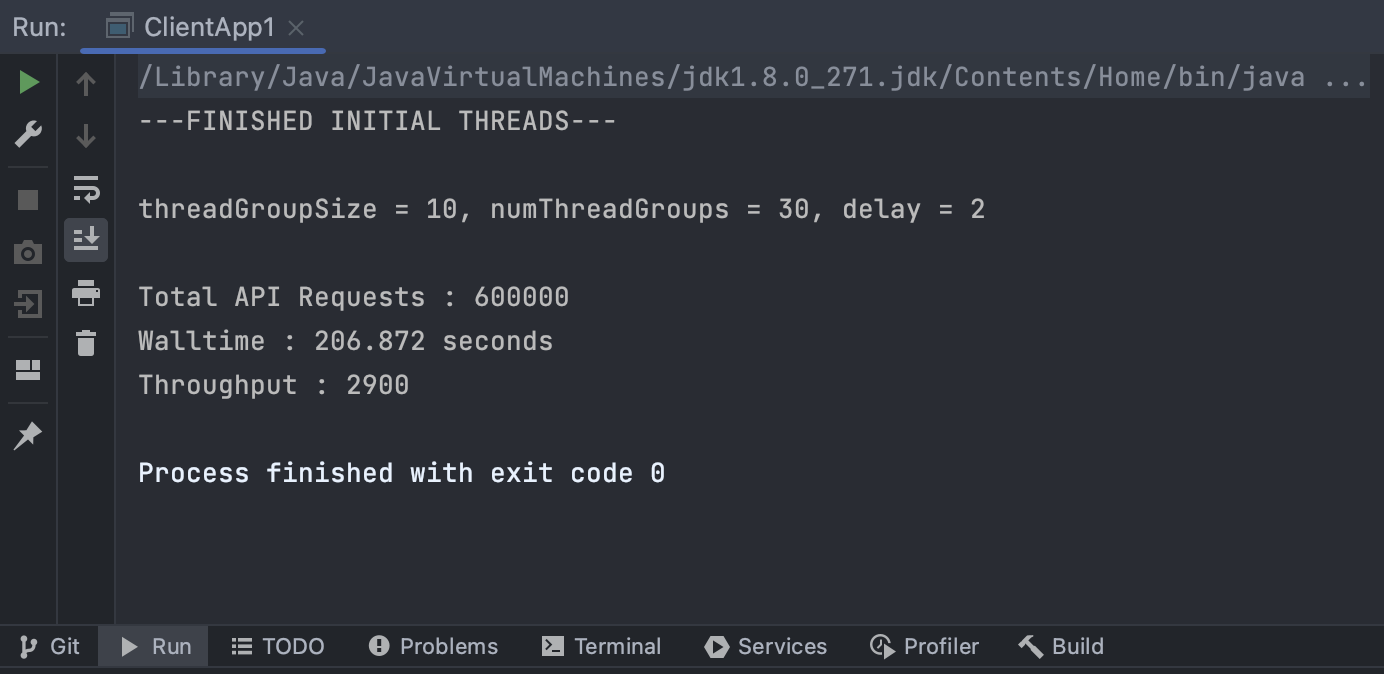 Run: ClientApp1
/Library/Java/JavaVirtualMachines/jdk1.8.0_271.jdk/Contents/Home/bin/java ...
---FINISHED INITIAL THREADS---
threadGroupSize = 10, numThreadGroups = 30, delay = 2
Total API Requests : 600000
Walltime : 206.872 seconds
Throughput : 2900
Process finished with exit code 0
Git Run TODO Problems Terminal Services Profiler Build